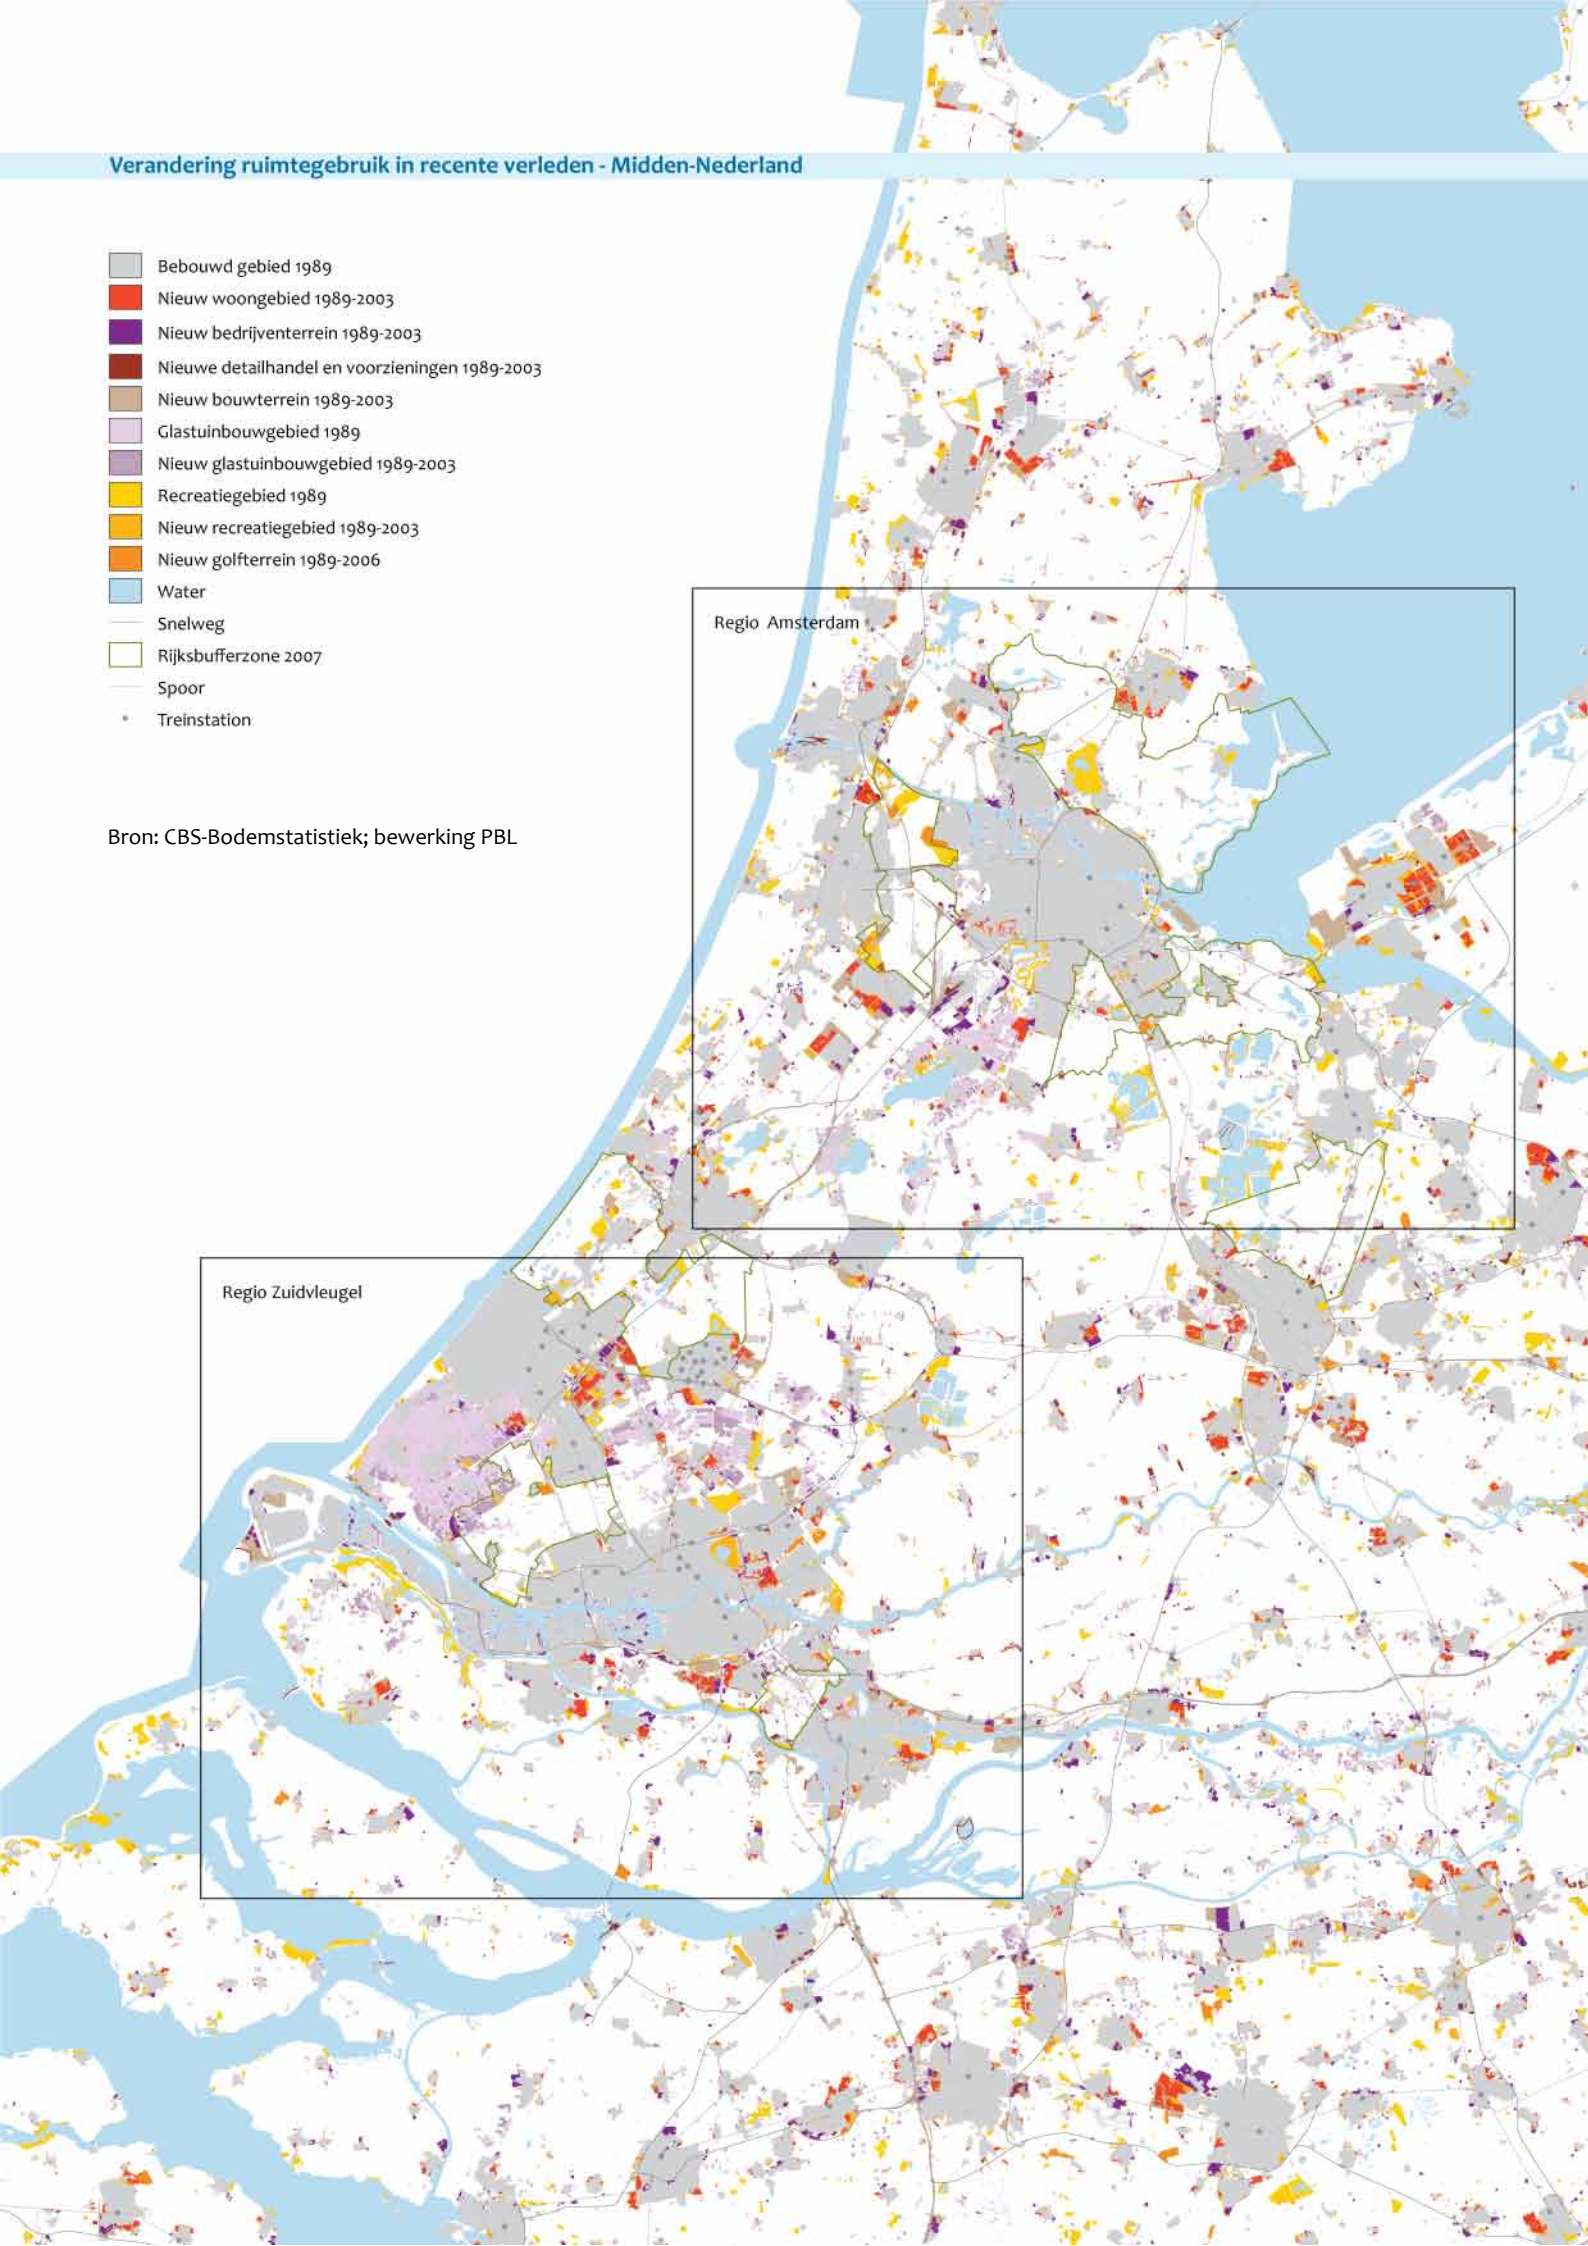 Verandering ruimtegebruik in recente verleden - Midden-Nederland
Bebouwd gebied 1989
Nieuw woongebied 1989-2003
Nieuw bedrijventerrein 1989-2003
Nieuwe detailhandel en voorzieningen 1989-2003
Nieuw bouwterrein 1989-2003
Glastuinbouwgebied 1989
Nieuw glastuinbouwgebied 1989-2003
Recreatiegebied 1989
Nieuw recreatiegebied 1989-2003
Nieuw golfterrein 1989-2006
Water
Snelweg
Rijksbufferzone 2007
Spoor
Treinstation
Bron: CBS-Bodemstatistiek; bewerking PBL
Regio Amsterdam
Regio Zuidvleugel